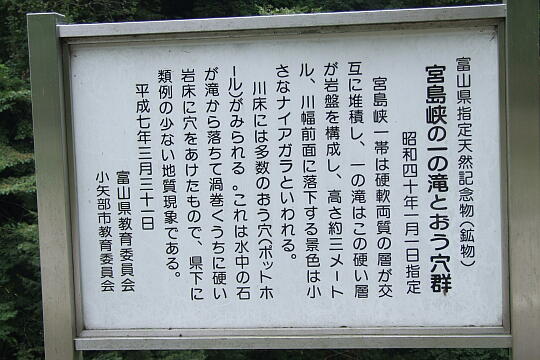 富山県指定天然記念物（鉱物）
宮島峡の一の滝とおう穴群
昭和四十年一月一日指定
宮島峡一帯は硬軟両質の層が交
互に堆積し、一の滝はこの硬い層
が岩盤を構成し、高さ約三メート
ル、川幅前面に落下する景色は小
さなナイアガラといわれる。
川床には多数のおう穴（ポットホ
ール）がみられる。これは水中の石
が滝から落ちて渦巻くうちに硬い
岩床に穴をあけたもので、県下に
類例の少ない地質現象である。
平成七年三月三十一日
富山県教育委員会
小矢部市教育委員会